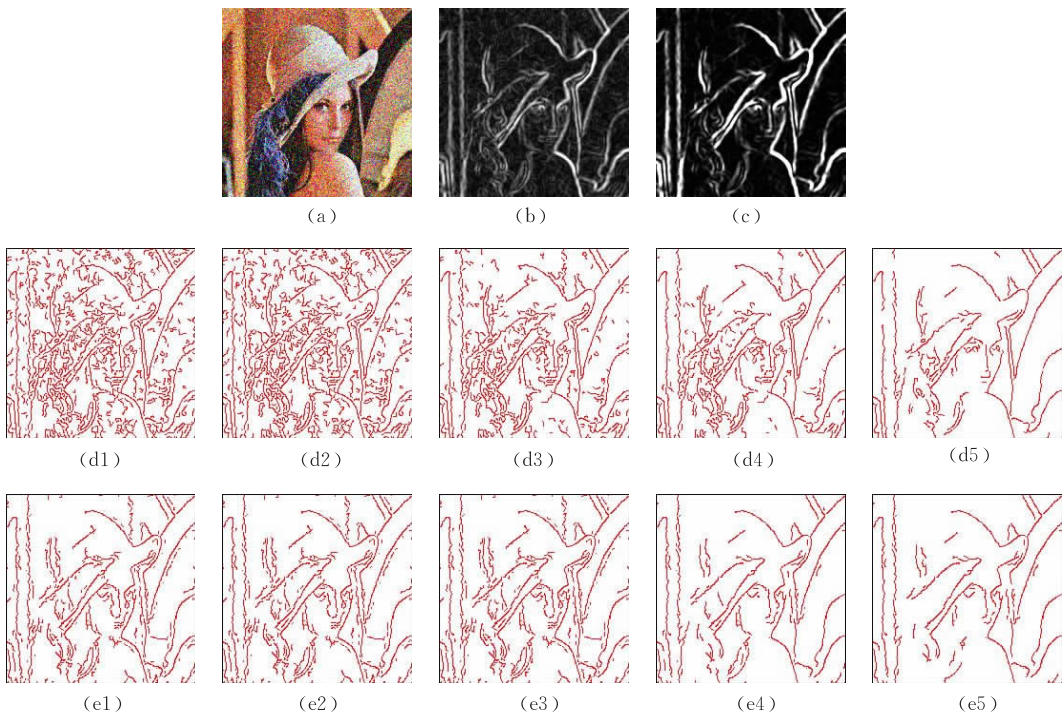 （a）
（b）
（c）
（d1）
（d2）
（d3）
（d4）
（d5）
（e1）
（e2）
（e3）
（e4）
（e5）